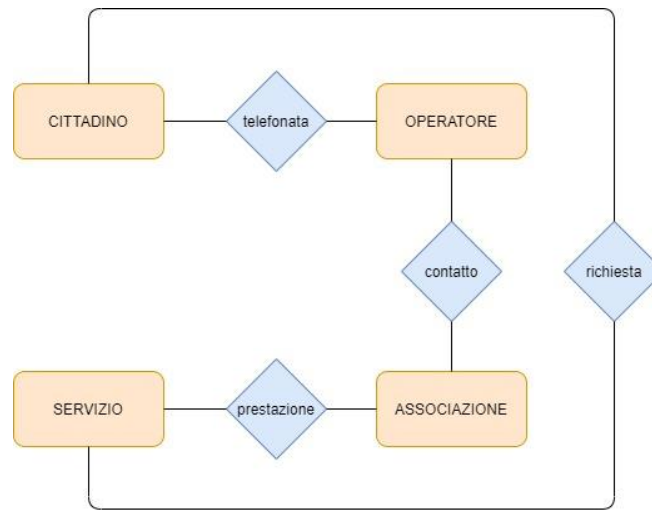 CITTADINO
telefonata
OPERATORE
contatto
richiesta
SERVIZIO
prestazione
ASSOCIAZIONE